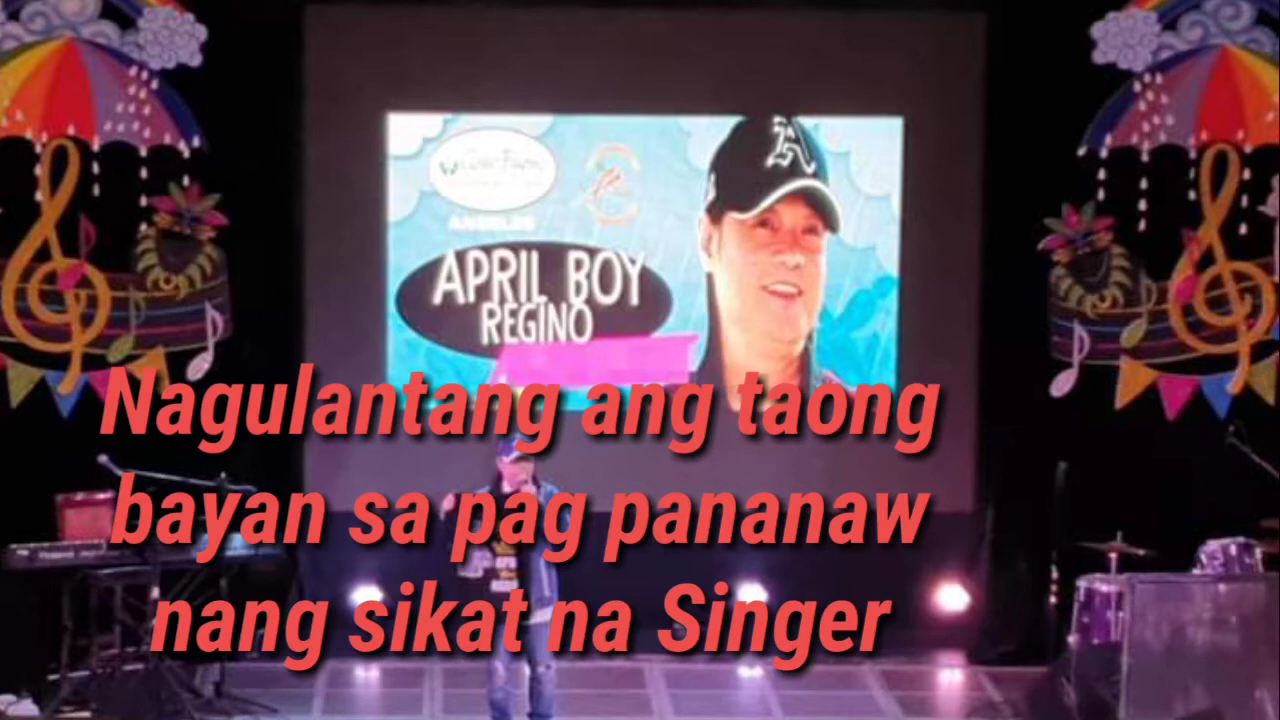 A
APRIL BOY
REGINO
Nagulantang ang taong
bayan sa pag pananaw
nang sikat na Singer